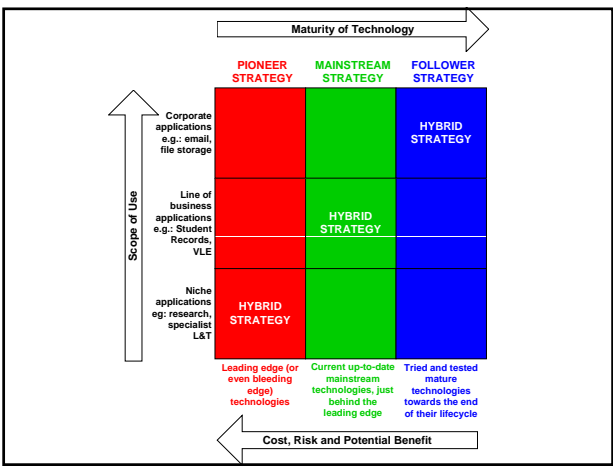 Maturity of Technology
PIONEER
STRATEGY
MAINSTREAM
STRATEGY
FOLLOWER
STRATEGY
Scope of Use
Corporate
applications
e.g.: email,
file storage
HYBRID
STRATEGY
Line of
business
applications
e.g.: Student
Records,
VLE
HYBRID
STRATEGY
Niche
applications
eg: research,
specialist
L&T
HYBRID
STRATEGY
Leading edge (or
even bleeding
edge)
technologies
Current up-to-date
mainstream
technologies, just
behind the
leading edge
Tried and tested
mature
technologies
towards the end
of their lifecycle
Cost, Risk and Potential Benefit